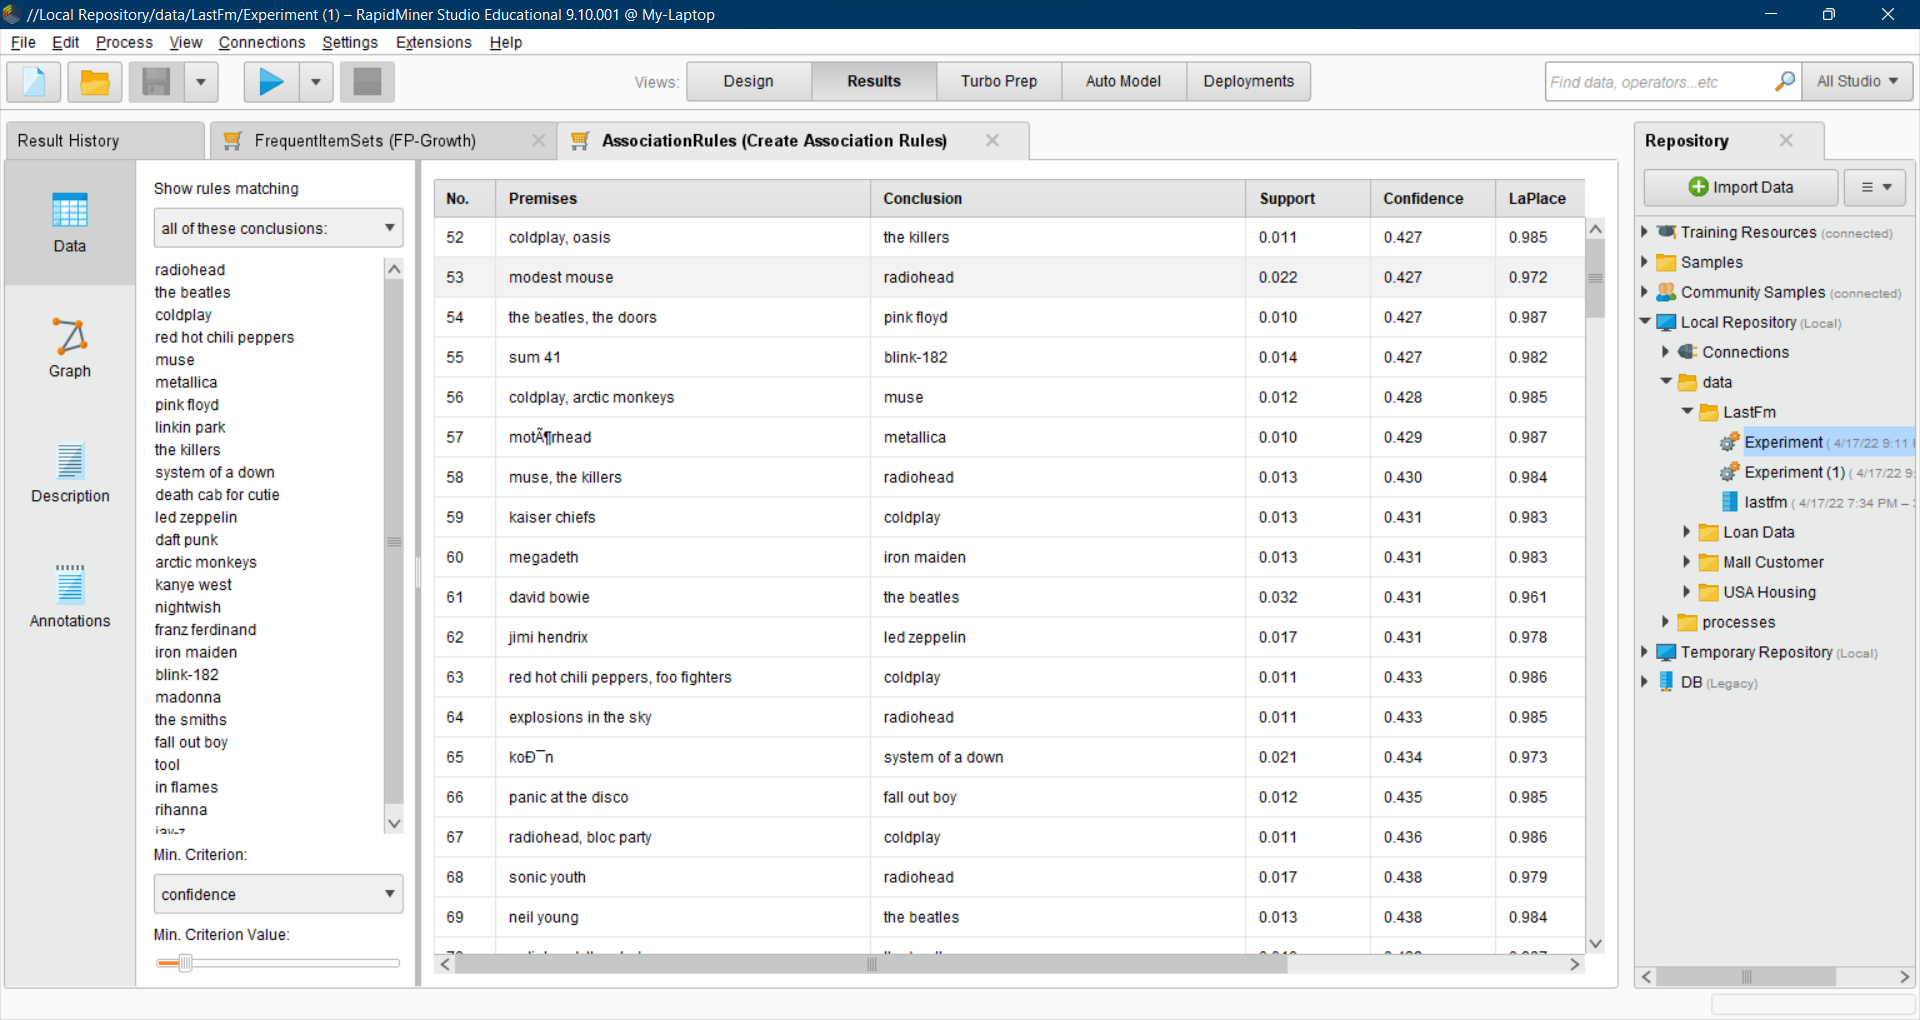 //Local Repository/data/LastFm/Experiment (1) – RapidMiner Studio Educational 9.10.001 @ My-Laptop
File Edit Process View Connections Settings Extensions Help
Views: Design Results Turbo Prep Auto Model Deployments
Find data, operators...etc All Studio
Result History FrequentItemSets (FP-Growth) AssociationRules (Create Association Rules)
Data
Graph
Description
Annotations
Show rules matching
all of these conclusions:
radiohead
the beatles
coldplay
red hot chili peppers
muse
metallica
pink floyd
linkin park
the killers
system of a down
death cab for cutie
led zeppelin
daft punk
arctic monkeys
kanye west
nightwish
franz ferdinand
iron maiden
blink-182
madonna
the smiths
fall out boy
tool
in flames
rihanna
jay-z
Min. Criterion:
confidence
Min. Criterion Value:
No. Premises Conclusion Support Confidence LaPlace
52 coldplay, oasis the killers 0.011 0.427 0.985
53 modest mouse radiohead 0.022 0.427 0.972
54 the beatles, the doors pink floyd 0.010 0.427 0.987
55 sum 41 blink-182 0.014 0.427 0.982
56 coldplay, arctic monkeys muse 0.012 0.428 0.985
57 motÃ¶rhead metallica 0.010 0.429 0.987
58 muse, the killers radiohead 0.013 0.430 0.984
59 kaiser chiefs coldplay 0.013 0.431 0.983
60 megadeth iron maiden 0.013 0.431 0.983
61 david bowie the beatles 0.032 0.431 0.961
62 jimi hendrix led zeppelin 0.017 0.431 0.978
63 red hot chili peppers, foo fighters coldplay 0.011 0.433 0.986
64 explosions in the sky radiohead 0.011 0.433 0.985
65 koÐ¯n system of a down 0.021 0.434 0.973
66 panic at the disco fall out boy 0.012 0.435 0.985
67 radiohead, bloc party coldplay 0.011 0.436 0.986
68 sonic youth radiohead 0.017 0.438 0.979
69 neil young the beatles 0.013 0.438 0.984
Repository
Import Data
Training Resources (connected)
Samples
Community Samples (connected)
Local Repository (Local)
Connections
data
LastFm
Experiment ( 4/17/22 9:11
Experiment (1) ( 4/17/22 9:
lastfm ( 4/17/22 7:34 PM –
Loan Data
Mall Customer
USA Housing
processes
Temporary Repository (Local)
DB (Legacy)